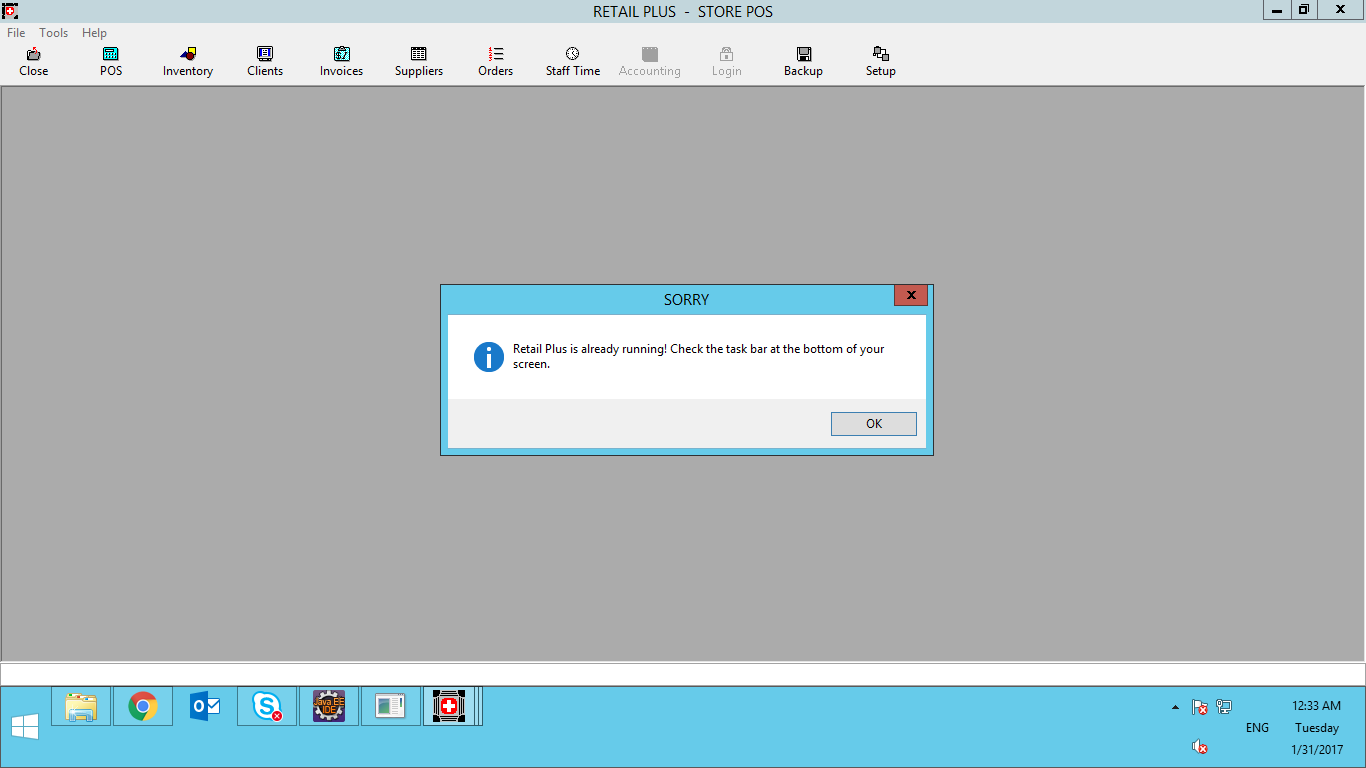 RETAIL PLUS - STORE POS
File Tools Help
Close POS Inventory Clients Invoices Suppliers Orders Staff Time Accounting Login Backup Setup
SORRY
Retail Plus is already running! Check the task bar at the bottom of your
screen.
OK
Java EE
IDE
12:33 AM
ENG Tuesday
1/31/2017